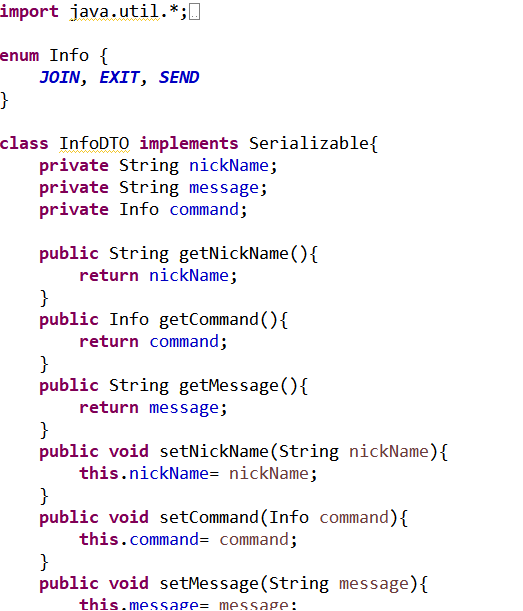 import java.util.*;
enum Info {
    JOIN, EXIT, SEND
}
class InfoDTO implements Serializable{
    private String nickName;
    private String message;
    private Info command;
    public String getNickName(){
        return nickName;
    }
    public Info getCommand(){
        return command;
    }
    public String getMessage(){
        return message;
    }
    public void setNickName(String nickName){
        this.nickName= nickName;
    }
    public void setCommand(Info command){
        this.command= command;
    }
    public void setMessage(String message){
        this.message= message;